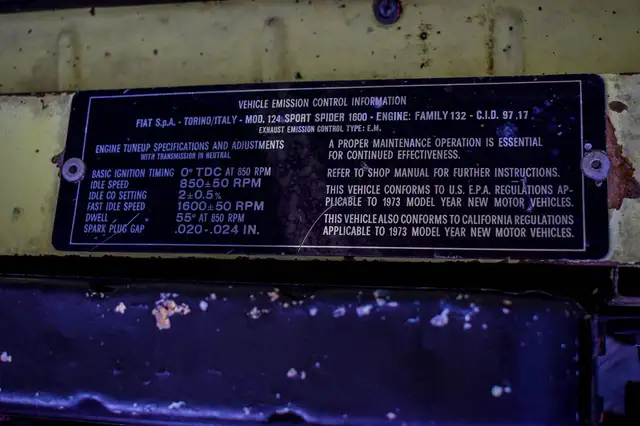 VEHICLE EMISSION CONTROL INFORMATION
FIAT S.p.A. - TORINO/ITALY - MOD. 124 SPORT SPIDER 1600 - ENGINE: FAMILY 132 - C.I.D. 97.17
EXHAUST EMISSION CONTROL TYPE: E.M.
ENGINE TUNEUP SPECIFICATIONS AND ADJUSTMENTS
WITH TRANSMISSION IN NEUTRAL
BASIC IGNITION TIMING 0° TDC AT 850 RPM
IDLE SPEED 850±50 RPM
IDLE CO SETTING 2±0.5%
FAST IDLE SPEED 1600±50 RPM
DWELL 55° AT 850 RPM
SPARK PLUG GAP .020-.024 IN.
A PROPER MAINTENANCE OPERATION IS ESSENTIAL
FOR CONTINUED EFFECTIVENESS.
REFER TO SHOP MANUAL FOR FURTHER INSTRUCTIONS.
THIS VEHICLE CONFORMS TO U.S. E.P.A. REGULATIONS AP-
PLICABLE TO 1973 MODEL YEAR NEW MOTOR VEHICLES.
THIS VEHICLE ALSO CONFORMS TO CALIFORNIA REGULATIONS
APPLICABLE TO 1973 MODEL YEAR NEW MOTOR VEHICLES.